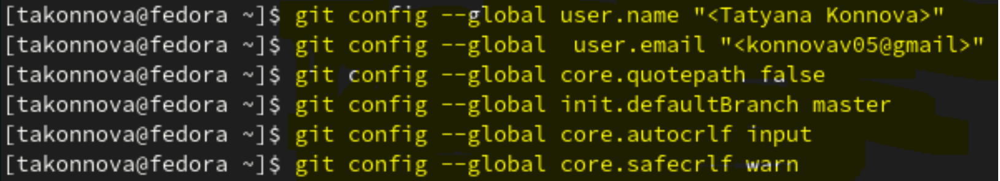 [takonnova@fedora ~]$ git config --global user.name "<Tatyana Konnova>"
[takonnova@fedora ~]$ git config --global  user.email "<konnovav05@gmail>"
[takonnova@fedora ~]$ git config --global core.quotepath false
[takonnova@fedora ~]$ git config --global init.defaultBranch master
[takonnova@fedora ~]$ git config --global core.autocrlf input
[takonnova@fedora ~]$ git config --global core.safecrlf warn